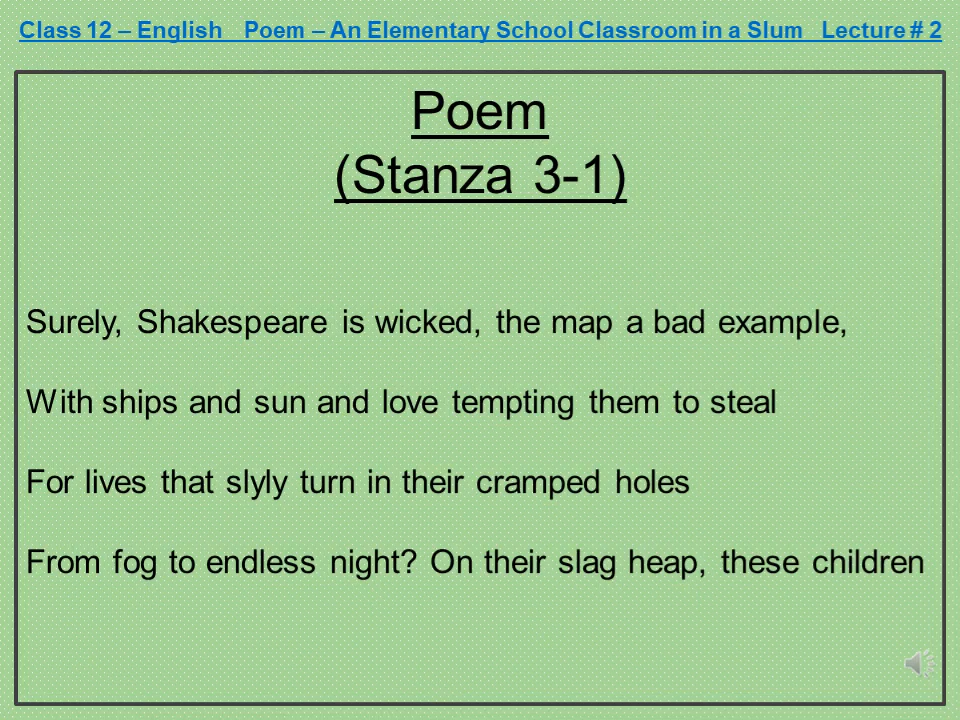 Class 12 – English   Poem – An Elementary School Classroom in a Slum   Lecture # 2
Poem
(Stanza 3-1)
Surely, Shakespeare is wicked, the map a bad example,
With ships and sun and love tempting them to steal
For lives that slyly turn in their cramped holes
From fog to endless night? On their slag heap, these children